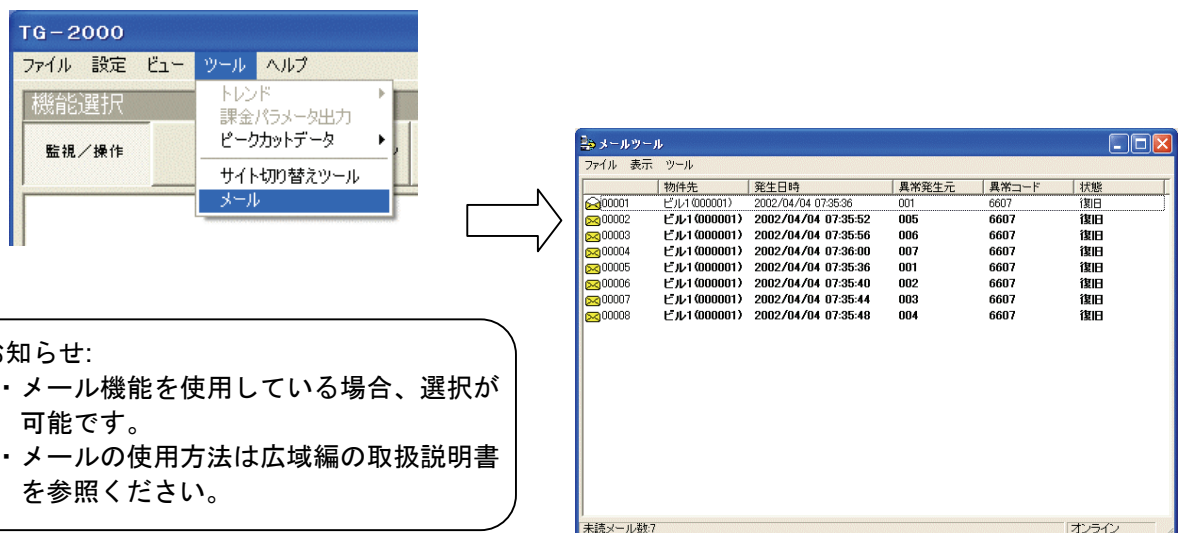 TG-2000
ファイル 設定 ビュー ツール ヘルプ
機能選択
監視/操作
トレンド
課金パラメータ出力
ピークカットデータ
サイト切り替えツール
メール
お知らせ:
・メール機能を使用している場合、選択が
可能です。
・メールの使用方法は広域編の取扱説明書
を参照ください。
メールツール
ファイル 表示 ツール
物件先 発生日時 異常発生元 異常コード 状態
00001 ビル1(000001) 2002/04/04 07:35:36 001 6607 復旧
00002 ビル1(000001) 2002/04/04 07:35:52 005 6607 復旧
00003 ビル1(000001) 2002/04/04 07:35:56 006 6607 復旧
00004 ビル1(000001) 2002/04/04 07:36:00 007 6607 復旧
00005 ビル1(000001) 2002/04/04 07:35:36 001 6607 復旧
00006 ビル1(000001) 2002/04/04 07:35:40 002 6607 復旧
00007 ビル1(000001) 2002/04/04 07:35:44 003 6607 復旧
00008 ビル1(000001) 2002/04/04 07:35:48 004 6607 復旧
未読メール数:7 オンライン